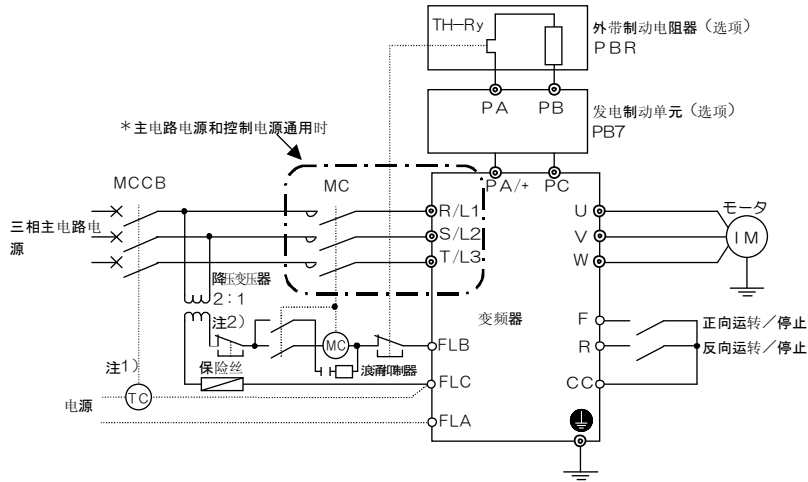 TH-Ry
外带制动电阻器（选项）
PBR
PA
PB
发电制动单元（选项）
PB7
＊主电路电源和控制电源通用时
MCCB
MC
PA/+
PC
三相主电路电
源
R/L1
S/L2
T/L3
U
V
W
モータ
IM
降压变压器
2：1
注2）
变频器
F
R
CC
正向运转／停止
反向运转／停止
MC
FLB
注1）
保险丝
浪涌抑制器
FLC
TC
电源
FLA